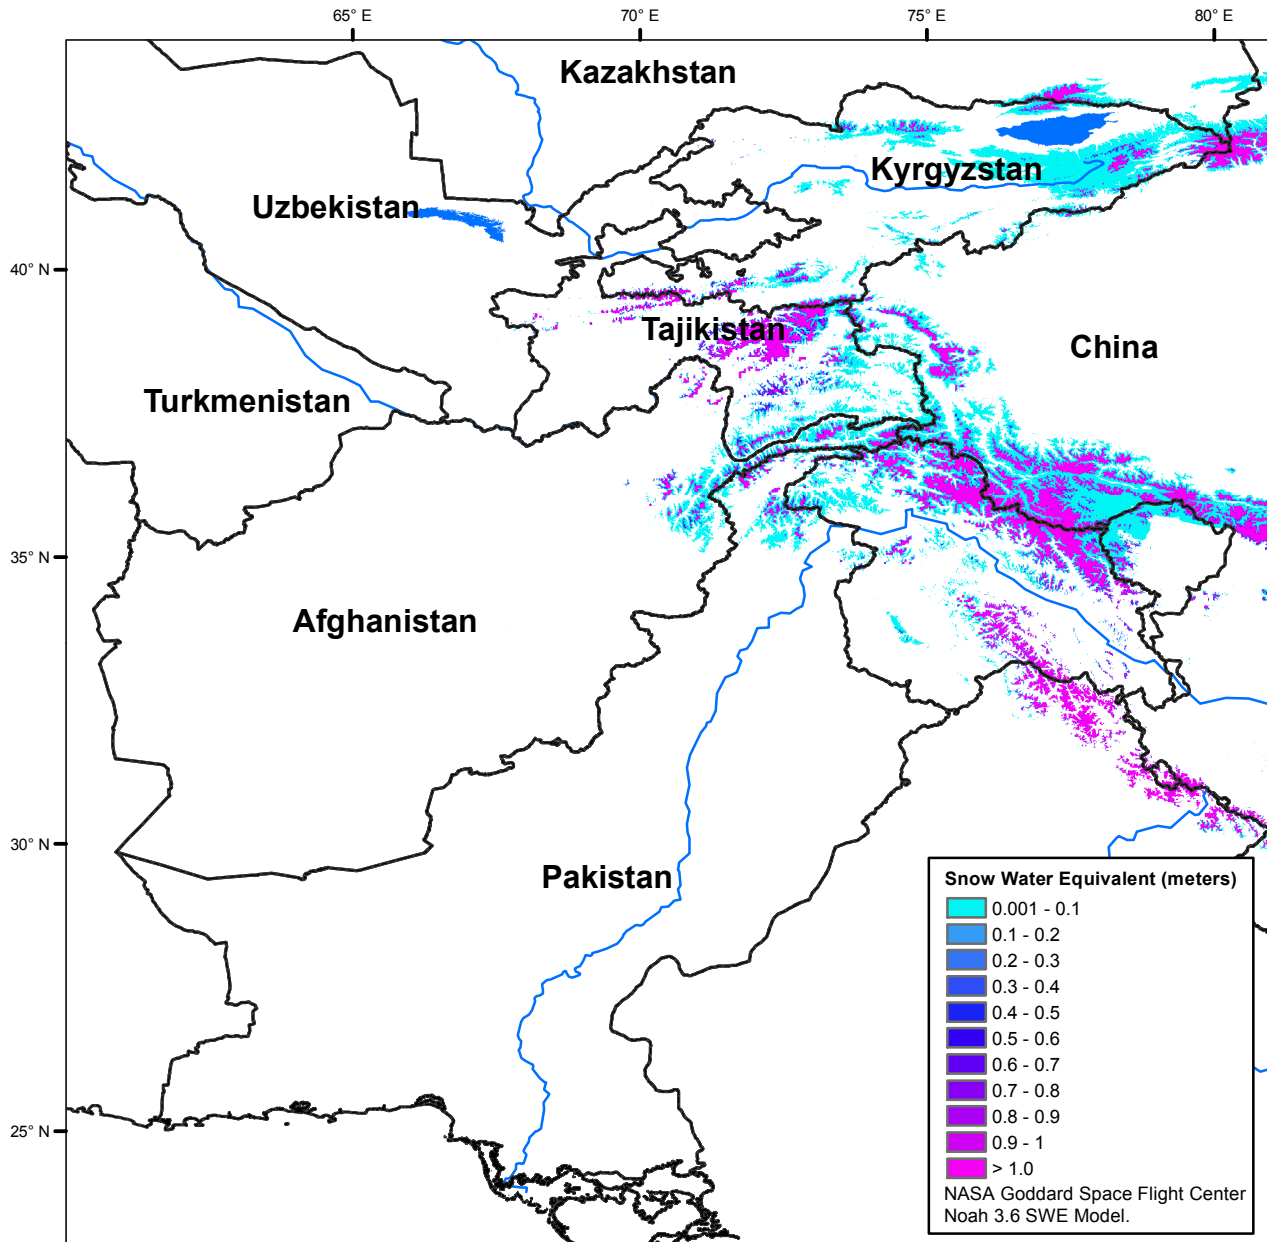 65° E
70° E
75° E
80° E
Kazakhstan
Kyrgyzstan
Uzbekistan
40° N
Tajikistan
China
Turkmenistan
35° N
Afghanistan
30° N
Pakistan
25° N
Snow Water Equivalent (meters)
0.001 - 0.1
0.1 - 0.2
0.2 - 0.3
0.3 - 0.4
0.4 - 0.5
0.5 - 0.6
0.6 - 0.7
0.7 - 0.8
0.8 - 0.9
0.9 - 1
> 1.0
NASA Goddard Space Flight Center
Noah 3.6 SWE Model.